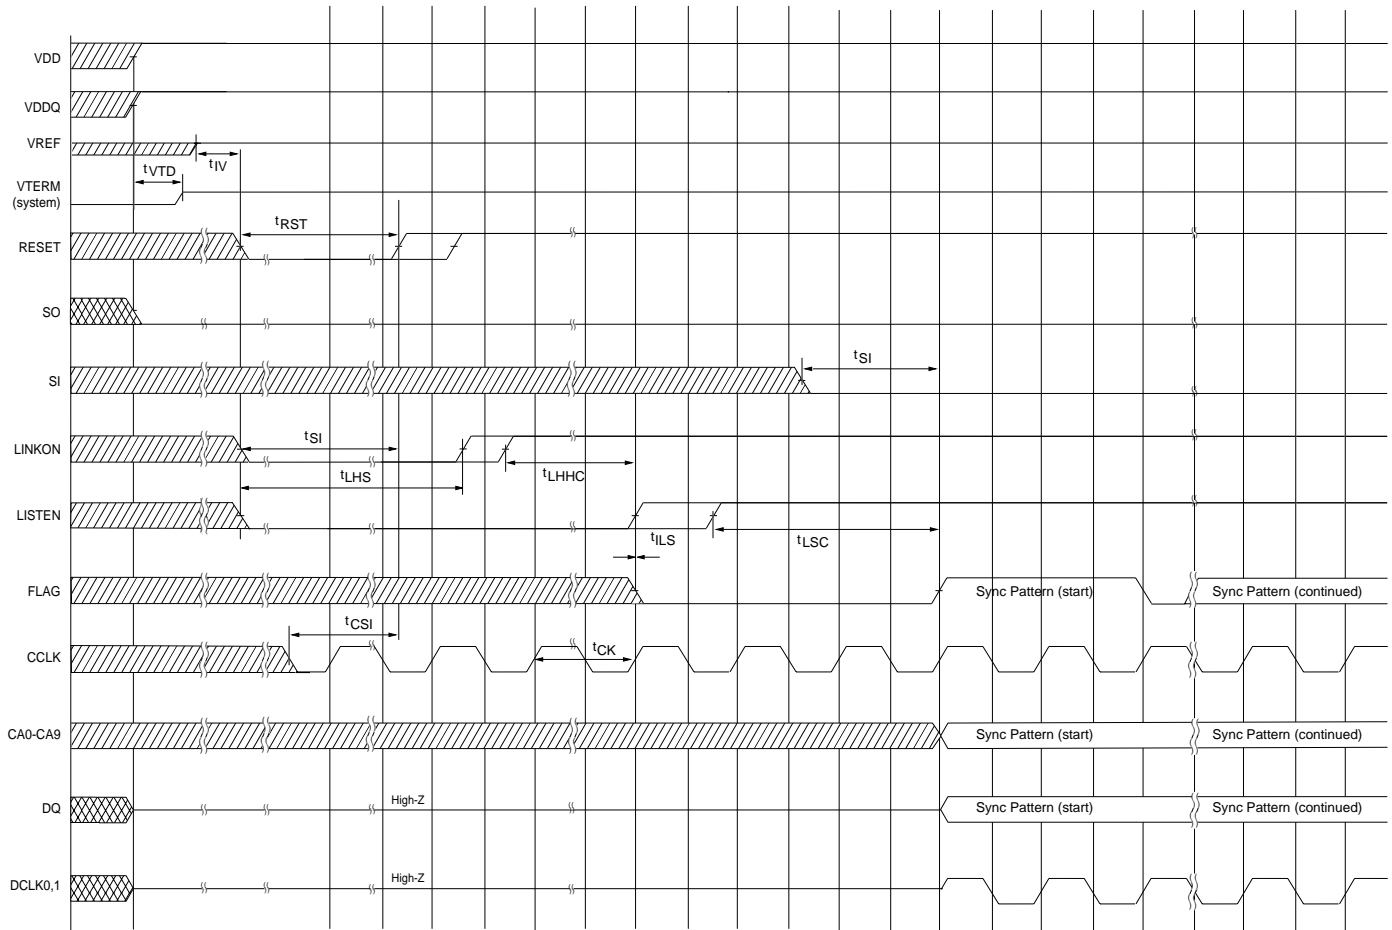 VDD
VDDQ
VREF
tIV
tVTD
VTERM
(system)
tRST
RESET
SO
tSI
SI
tSI
LINKON
tLHS
tLHHC
LISTEN
tILS
tLSC
FLAG
Sync Pattern (start)
Sync Pattern (continued)
tCSI
CCLK
tCK
CA0-CA9
Sync Pattern (start)
Sync Pattern (continued)
High-Z
DQ
Sync Pattern (start)
Sync Pattern (continued)
High-Z
DCLK0,1